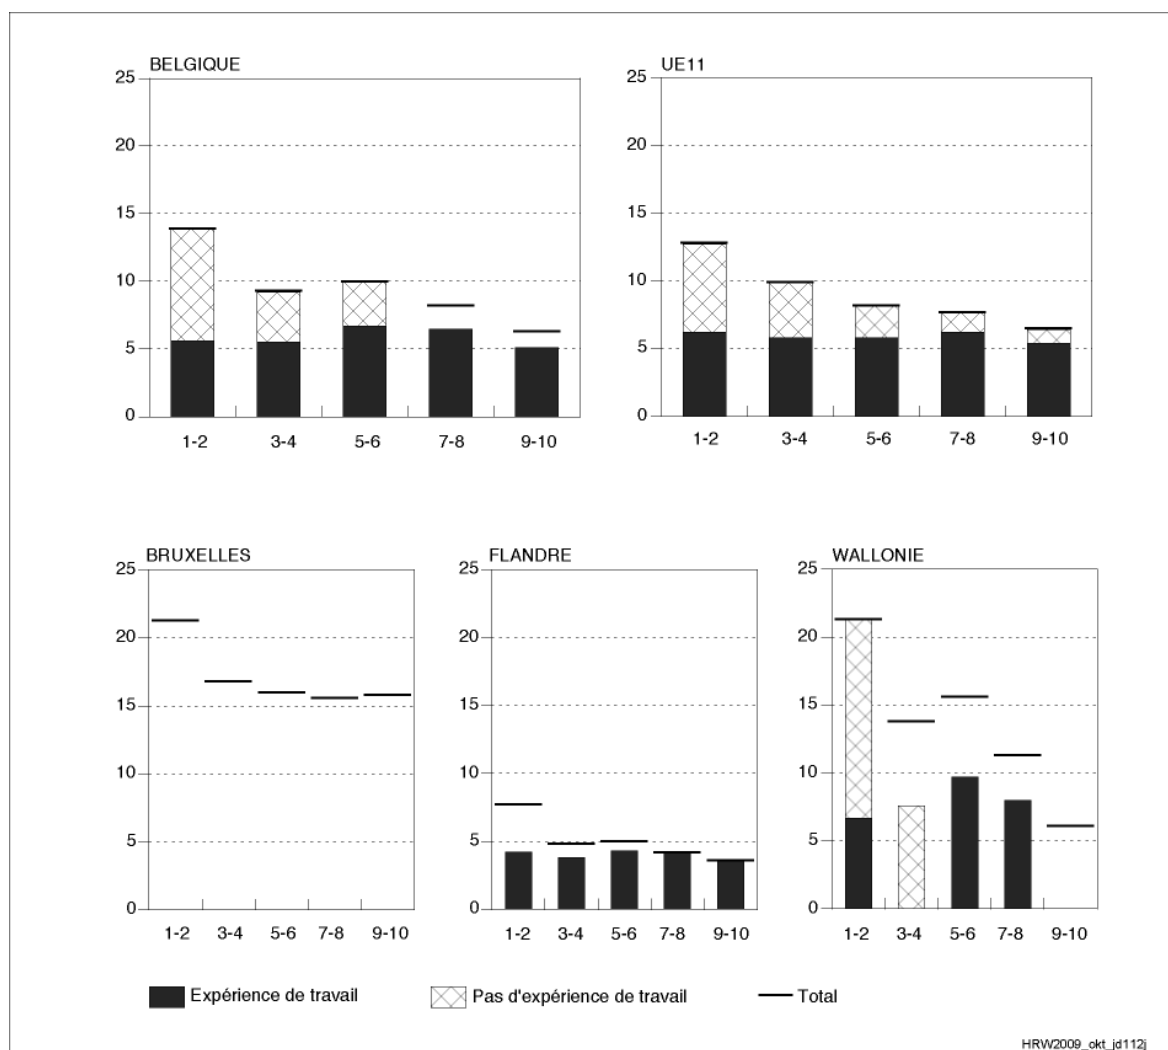 BELGIQUE
25
20
15
10
5
0
1-2 3-4 5-6 7-8 9-10
UE11
25
20
15
10
5
0
1-2 3-4 5-6 7-8 9-10
BRUXELLES
25
20
15
10
5
0
1-2 3-4 5-6 7-8 9-10
FLANDRE
25
20
15
10
5
0
1-2 3-4 5-6 7-8 9-10
WALLONIE
25
20
15
10
5
0
1-2 3-4 5-6 7-8 9-10
Expérience de travail Pas d'expérience de travail Total
HRW2009_okt_jd112j